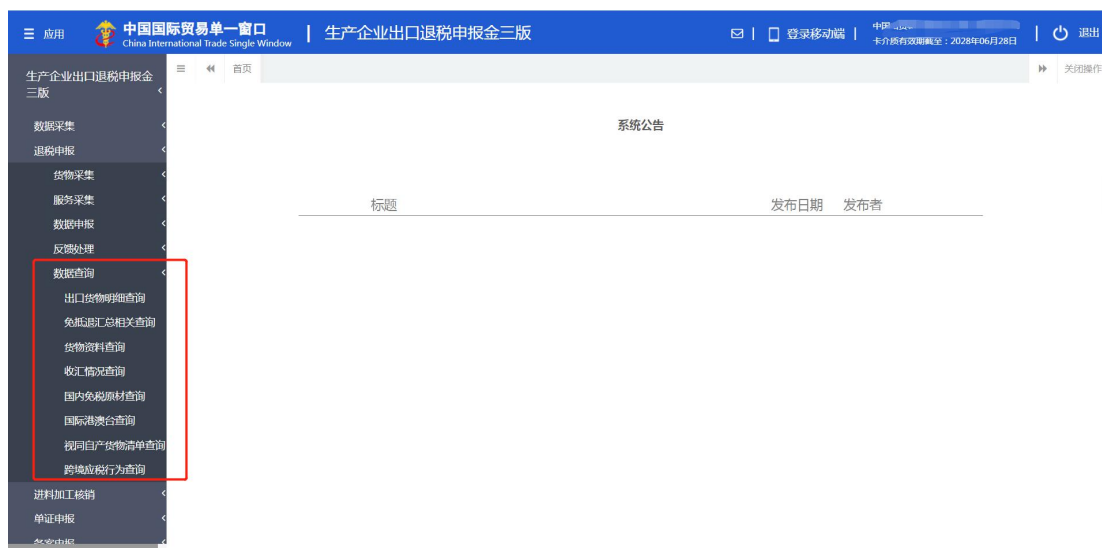 应用
中国国际贸易单一窗口
China International Trade Single Window
生产企业出口退税申报金三版
登录移动端
中国
卡介质有效期截至：2028年06月28日
退出
生产企业出口退税申报金
三版
首页
关闭操作
数据采集
退税申报
货物采集
服务采集
数据申报
反馈处理
数据查询
出口货物明细查询
免抵退汇总相关查询
货物资料查询
收汇情况查询
国内免税原材查询
国际港澳台查询
视同自产货物清单查询
跨境应税行为查询
进料加工核销
单证申报
备案申报
系统公告
标题
发布日期
发布者